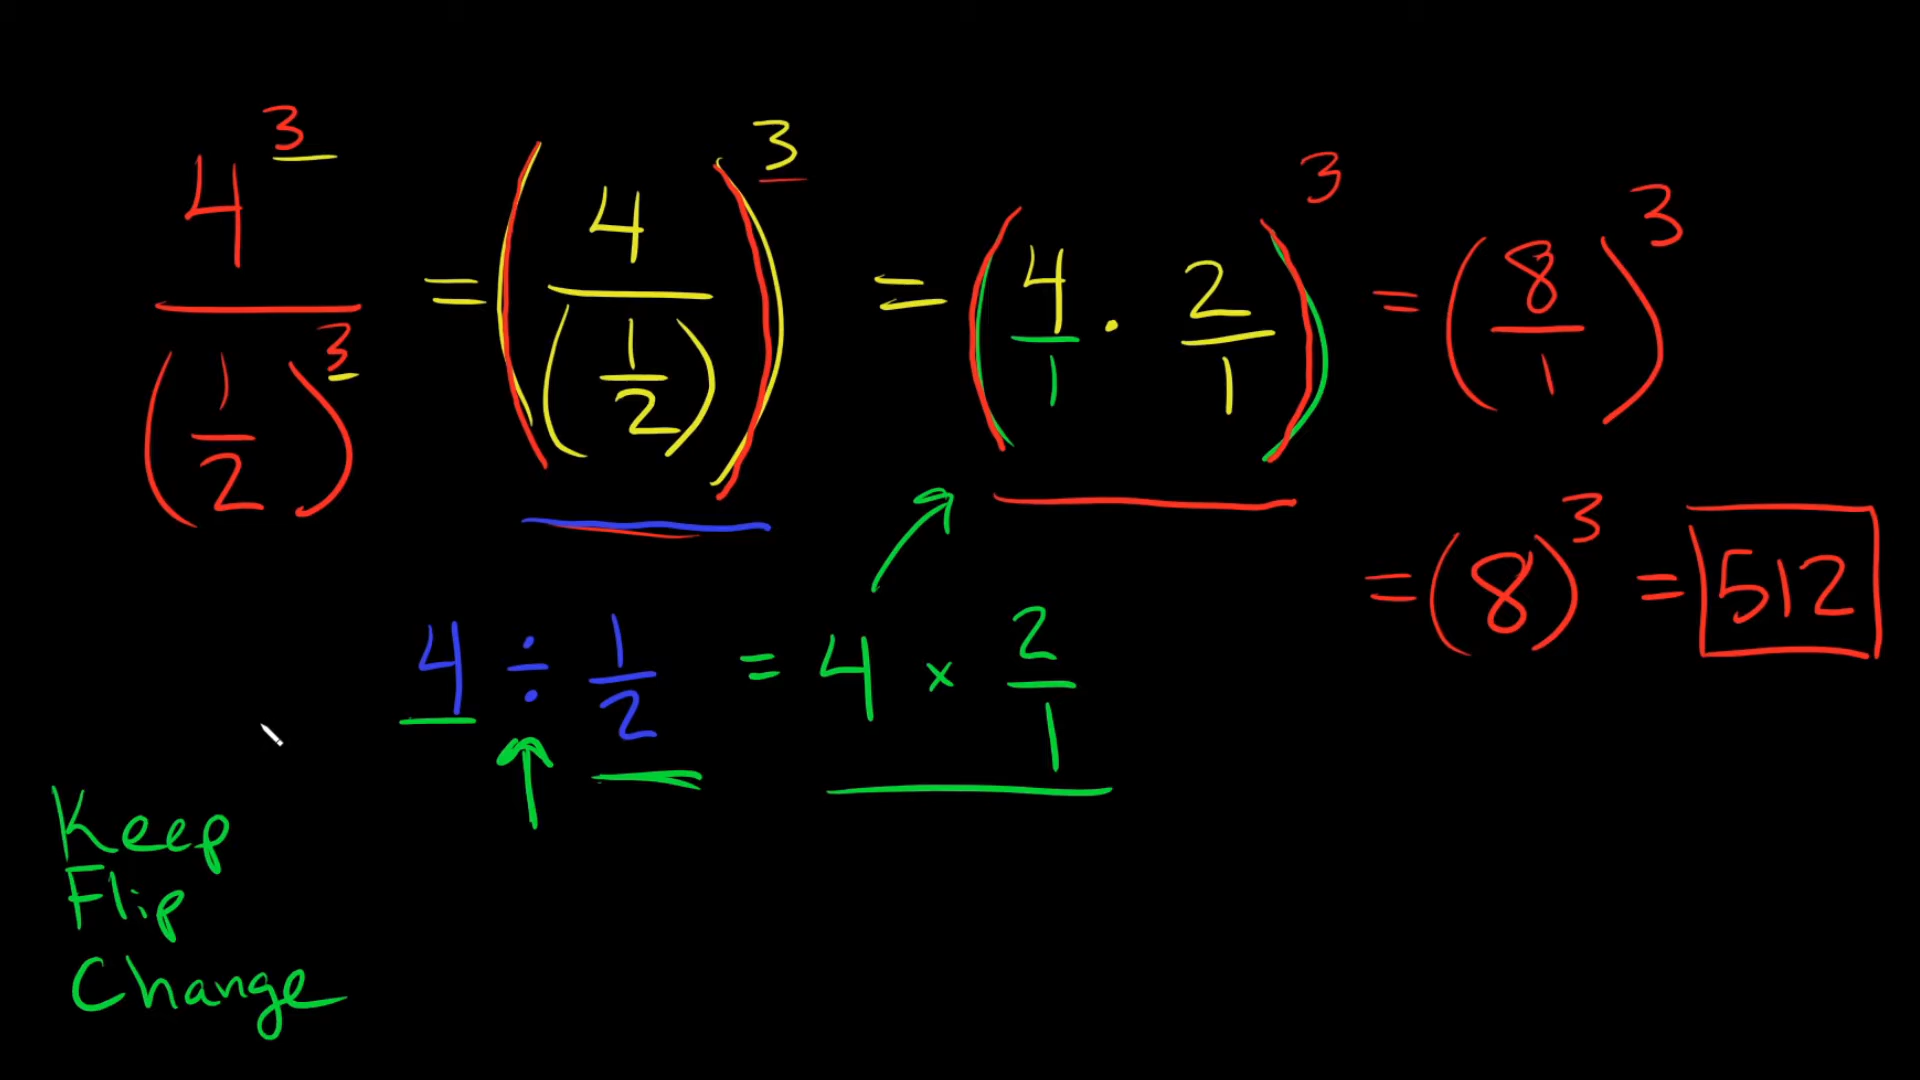 4^3 / (1/2)^3 = (4 / (1/2))^3 = (4/1 · 2/1)^3 = (8/1)^3
= (8)^3 = 512
4 ÷ 1/2 = 4 × 2/1
Keep
Flip
Change